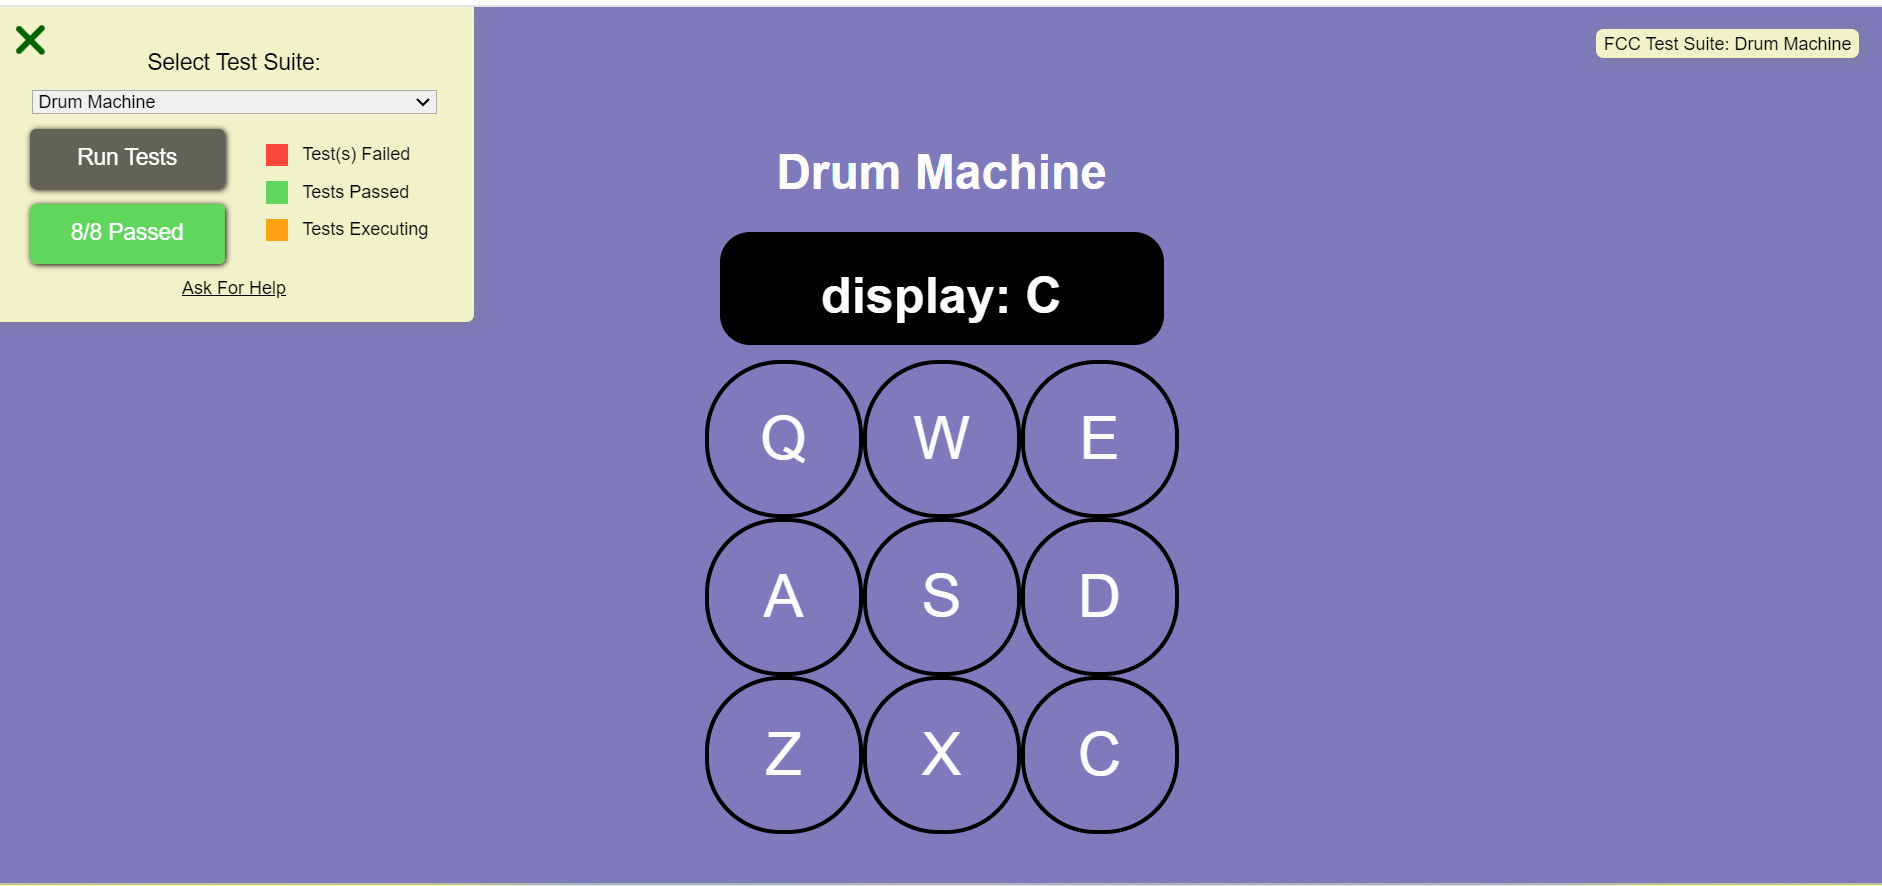 Select Test Suite:
Drum Machine
Run Tests
8/8 Passed
Test(s) Failed
Tests Passed
Tests Executing
Ask For Help
FCC Test Suite: Drum Machine
Drum Machine
display: C
Q W E
A S D
Z X C